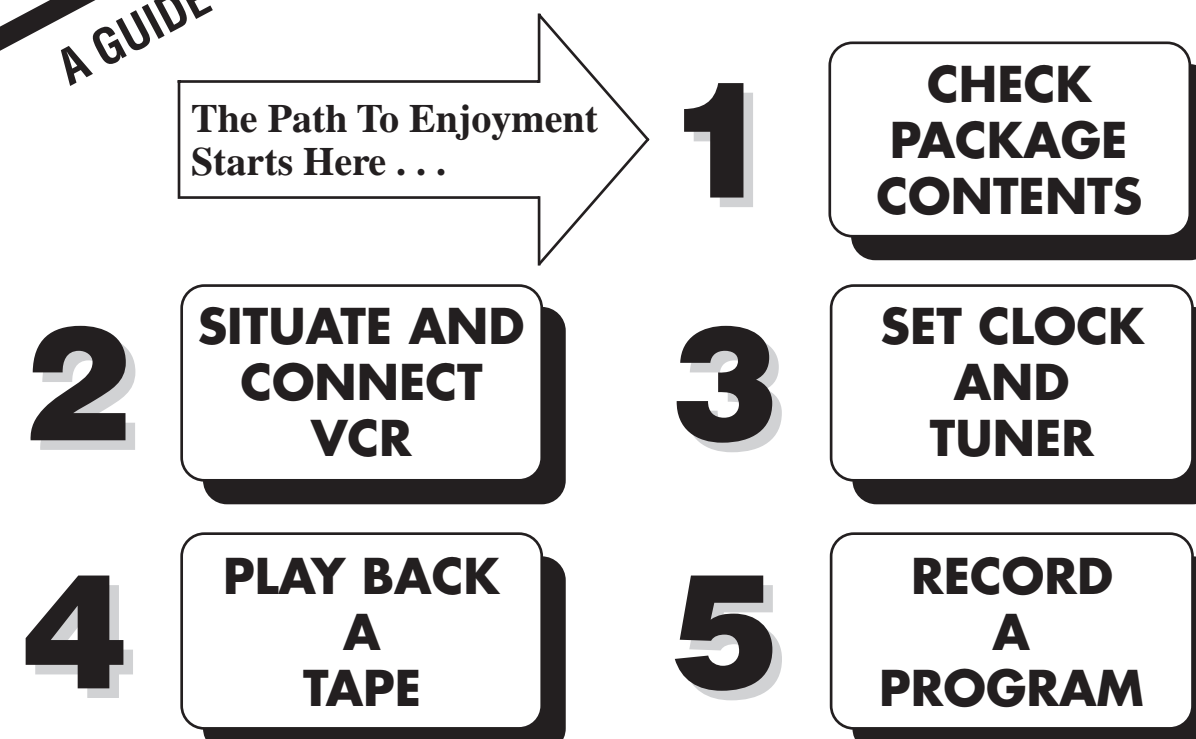 A GUIDE
The Path To Enjoyment
Starts Here . . .
1
CHECK
PACKAGE
CONTENTS
2
SITUATE AND
CONNECT
VCR
3
SET CLOCK
AND
TUNER
4
PLAY BACK
A
TAPE
5
RECORD
A
PROGRAM